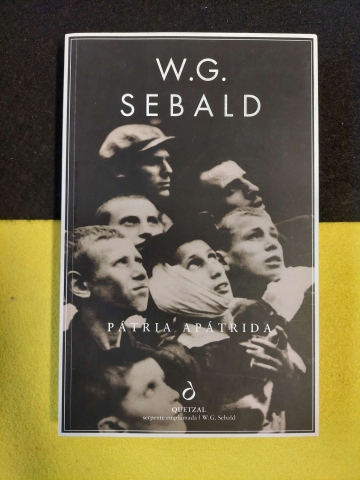 W.G.
SEBALD
PÁTRIA APÁTRIDA
QUETZAL
serpente emplumada | W.G. Sebald